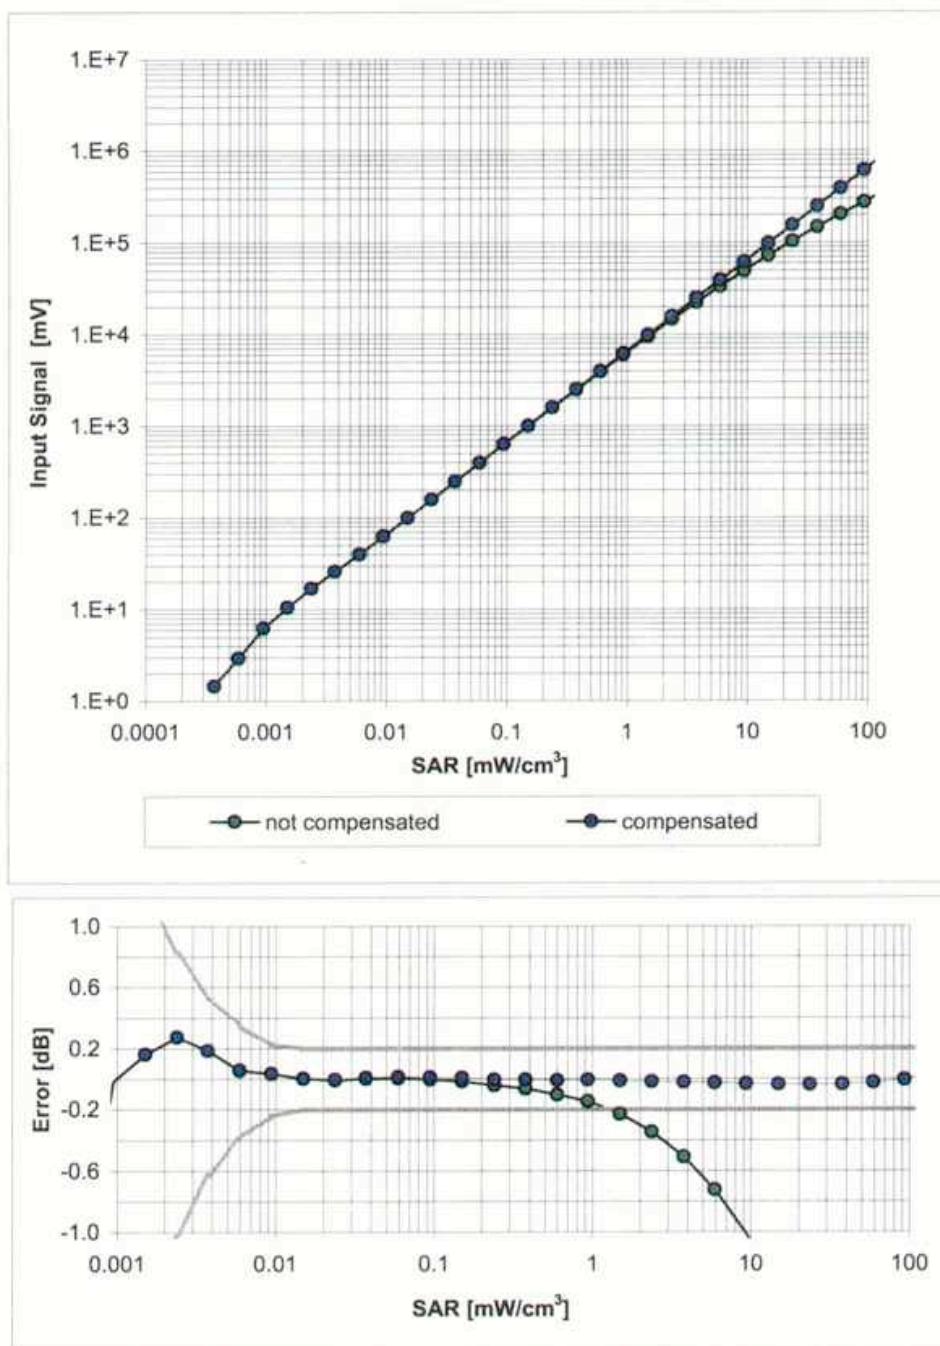 1.E+7
1.E+6
1.E+5
1.E+4
1.E+3
1.E+2
1.E+1
1.E+0
Input Signal [mV]
0.0001 0.001 0.01 0.1 1 10 100
SAR [mW/cm³]
not compensated compensated
1.0
0.6
0.2
-0.2
-0.6
-1.0
Error [dB]
0.001 0.01 0.1 1 10 100
SAR [mW/cm³]